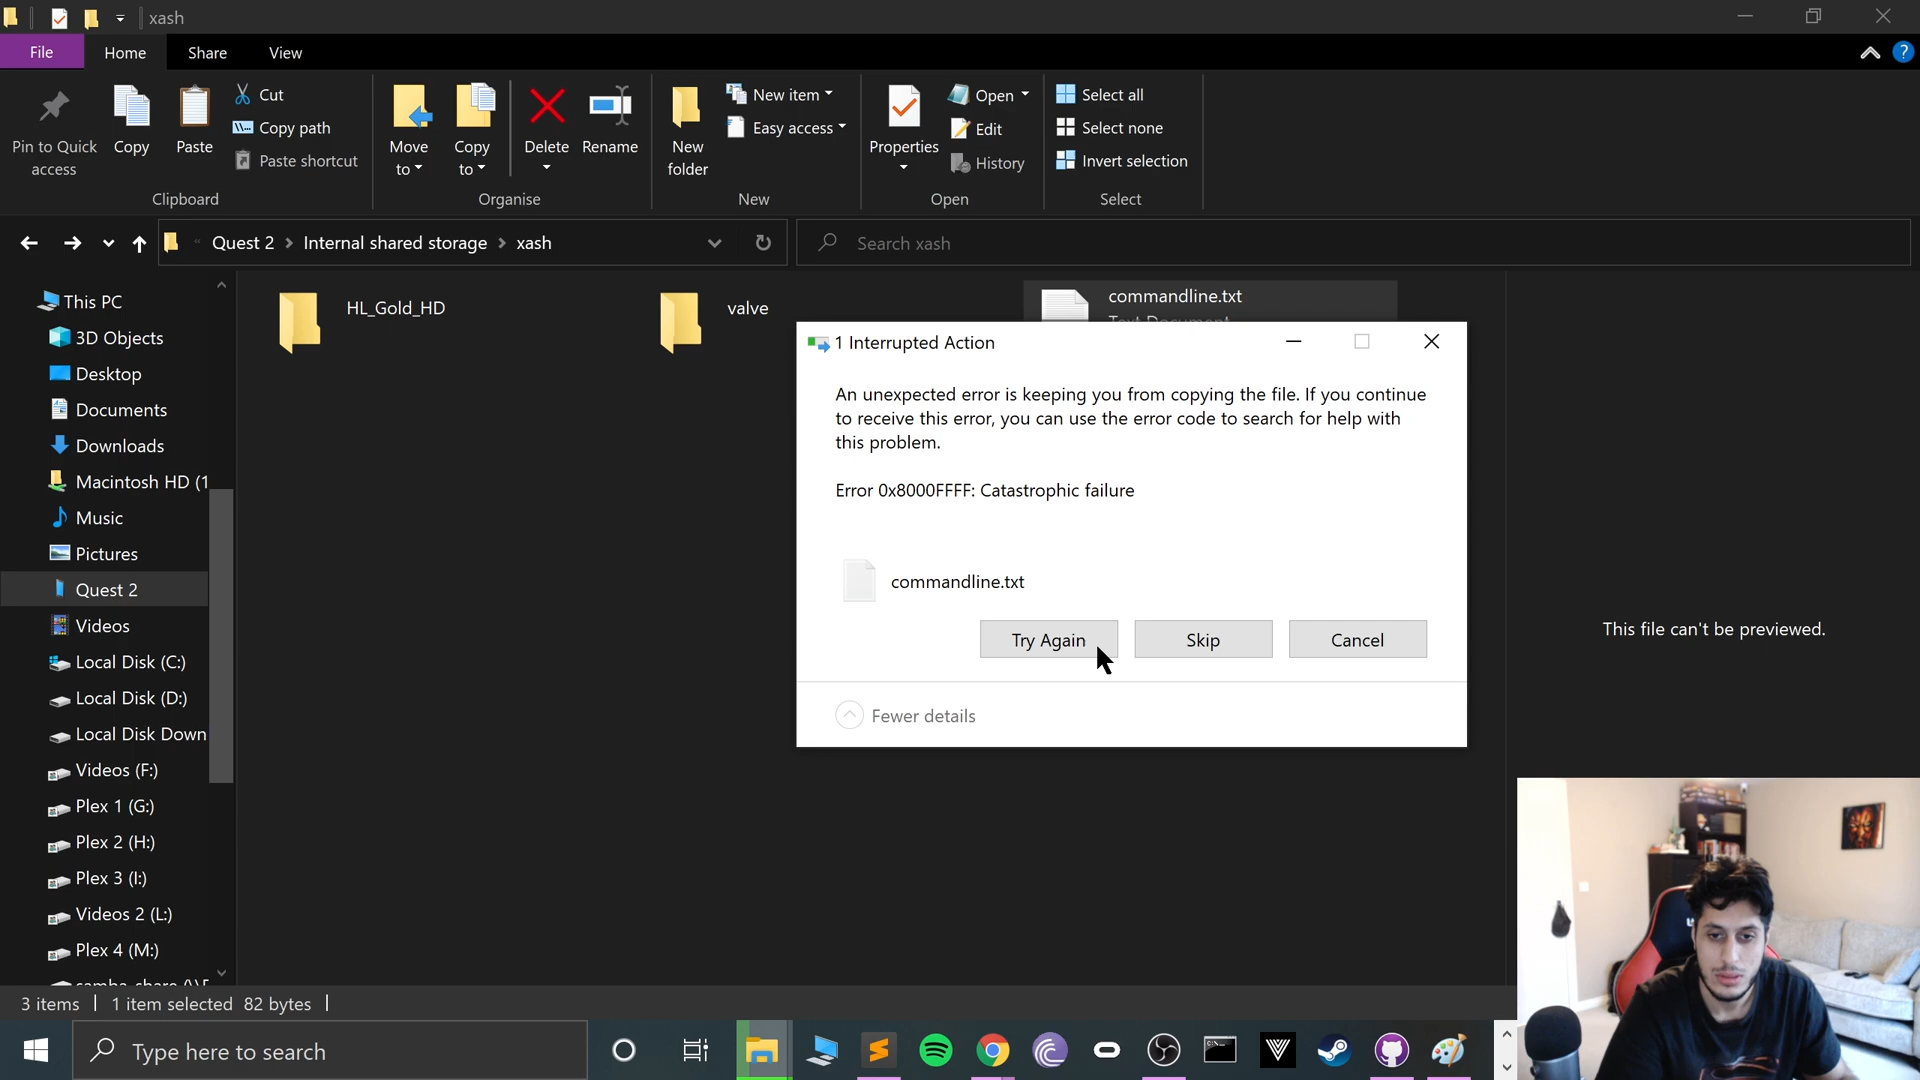 xash
File
Home
Share
View
Pin to Quick
access
Copy
Paste
Cut
Copy path
Paste shortcut
Clipboard
Move
to
Copy
to
Delete
Rename
Organise
New
folder
New item
Easy access
New
Properties
Open
Edit
History
Open
Select all
Select none
Invert selection
Select
Quest 2 > Internal shared storage > xash
Search xash
This PC
3D Objects
Desktop
Documents
Downloads
Macintosh HD (1
Music
Pictures
Quest 2
Videos
Local Disk (C:)
Local Disk (D:)
Local Disk Down
Videos (F:)
Plex 1 (G:)
Plex 2 (H:)
Plex 3 (I:)
Videos 2 (L:)
Plex 4 (M:)
HL_Gold_HD
valve
commandline.txt
Text Document
1 Interrupted Action
An unexpected error is keeping you from copying the file. If you continue
to receive this error, you can use the error code to search for help with
this problem.
Error 0x8000FFFF: Catastrophic failure
commandline.txt
Try Again
Skip
Cancel
Fewer details
This file can't be previewed.
3 items
1 item selected 82 bytes
Type here to search